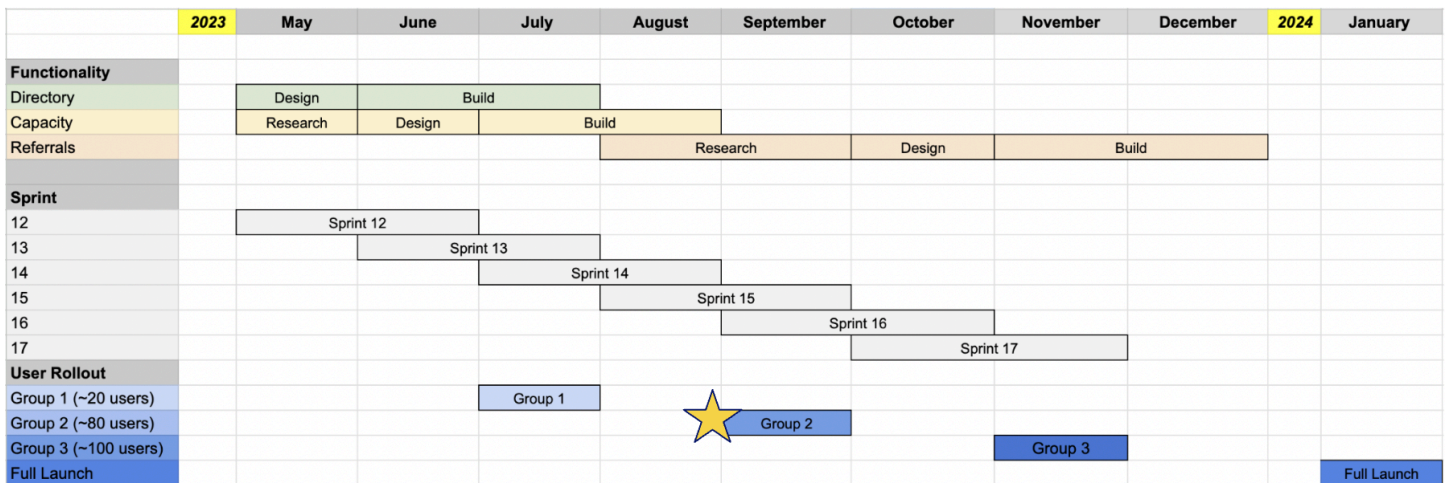 2023 May June July August September October November December 2024 January
Functionality
Directory Design Build
Capacity Research Design Build
Referrals Research Design Build
Sprint
12 Sprint 12
13 Sprint 13
14 Sprint 14
15 Sprint 15
16 Sprint 16
17 Sprint 17
User Rollout
Group 1 (~20 users) Group 1
Group 2 (~80 users) Group 2
Group 3 (~100 users) Group 3
Full Launch Full Launch